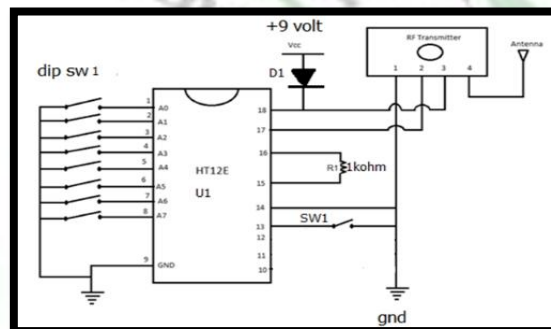 +9 volt
Vcc
RF Transmitter
Antenna
dip sw1
D1
1 2 3 4
1 A0
2 A1
3 A2
4 A3
5 A4
6 A5
7 A6
8 A7
9 GND
HT12E
U1
18
17
16
15
14
13
12
11
10
R1 1kohm
SW1
gnd